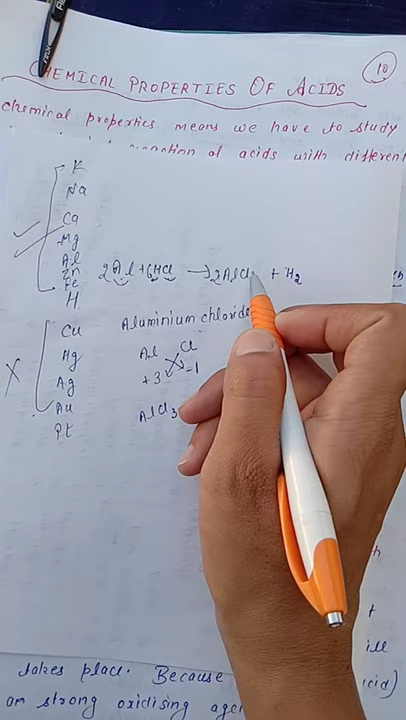 10
CHEMICAL PROPERTIES OF ACIDS
chemical properties means we have to study
of acids with different
K
Na
Ca
Mg
Al
Zn 2Al + 6HCl → 2AlCl + H2
Fe
H
Cu Aluminium chloride
Hg Al Cl
Ag +3 -1
Au AlCl3
Pt
takes place. Because acid)
an strong oxidising age